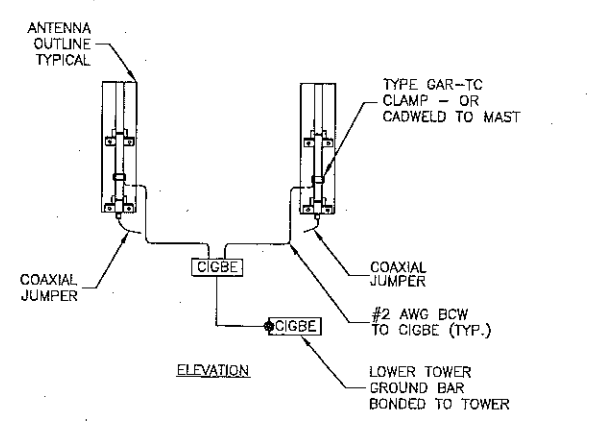 ANTENNA
OUTLINE
TYPICAL
TYPE GAR-TC
CLAMP - OR
CADWELD TO MAST
COAXIAL
JUMPER
CIGBE
COAXIAL
JUMPER
#2 AWG BCW
TO CIGBE (TYP.)
CIGBE
ELEVATION
LOWER TOWER
GROUND BAR
BONDED TO TOWER